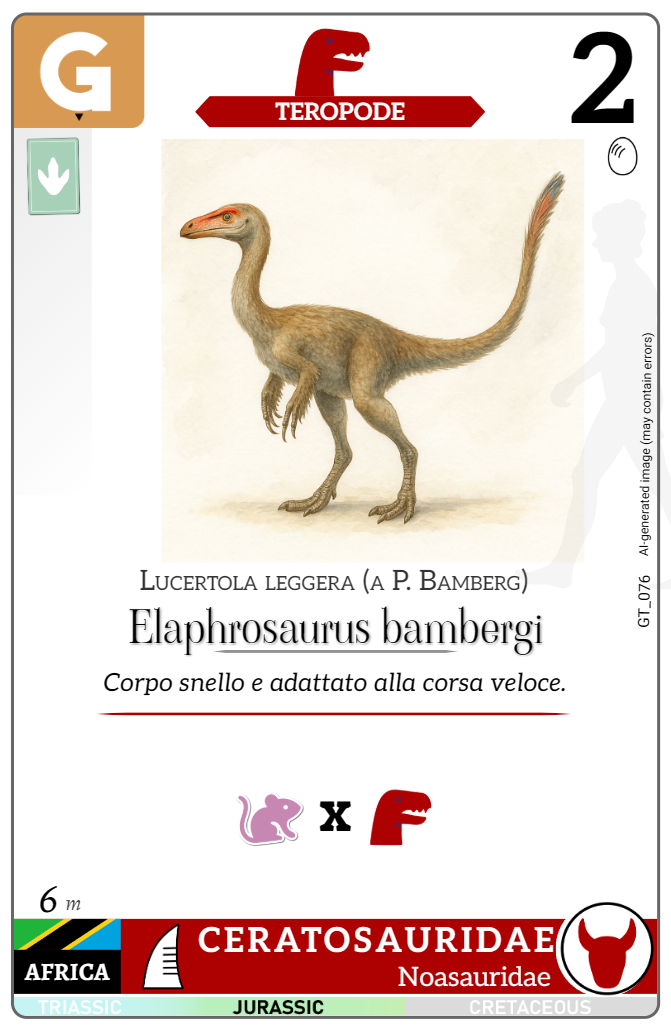 G
TEROPODE
2
AI-generated image (may contain errors)
GT_076
Lucertola leggera (a P. Bamberg)
Elaphrosaurus bambergi
Corpo snello e adattato alla corsa veloce.
x
6 m
AFRICA
CERATOSAURIDAE
Noasauridae
TRIASSIC JURASSIC CRETACEOUS